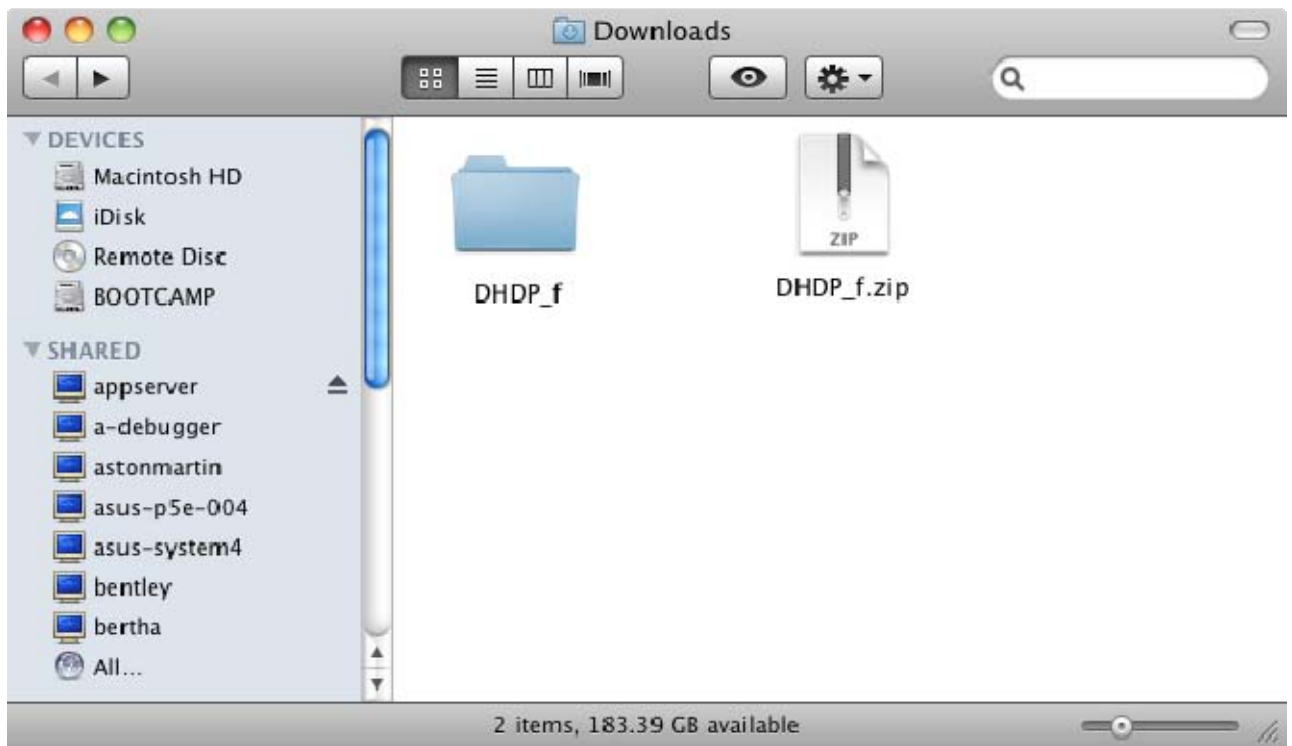 Downloads
DEVICES
Macintosh HD
iDisk
Remote Disc
BOOTCAMP
SHARED
appserver
a-debugger
astonmartin
asus-p5e-004
asus-system4
bentley
bertha
All...
ZIP
DHDP_f
DHDP_f.zip
2 items, 183.39 GB available